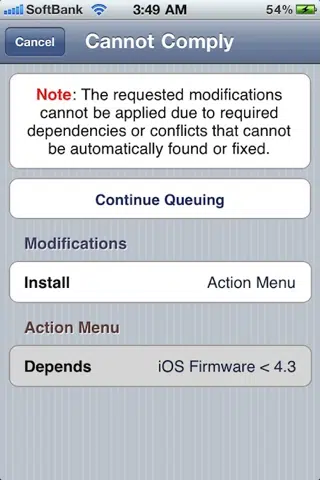 SoftBank 3:49 AM 54%
Cancel Cannot Comply
Note: The requested modifications
cannot be applied due to required
dependencies or conflicts that cannot
be automatically found or fixed.
Continue Queuing
Modifications
Install Action Menu
Action Menu
Depends iOS Firmware < 4.3